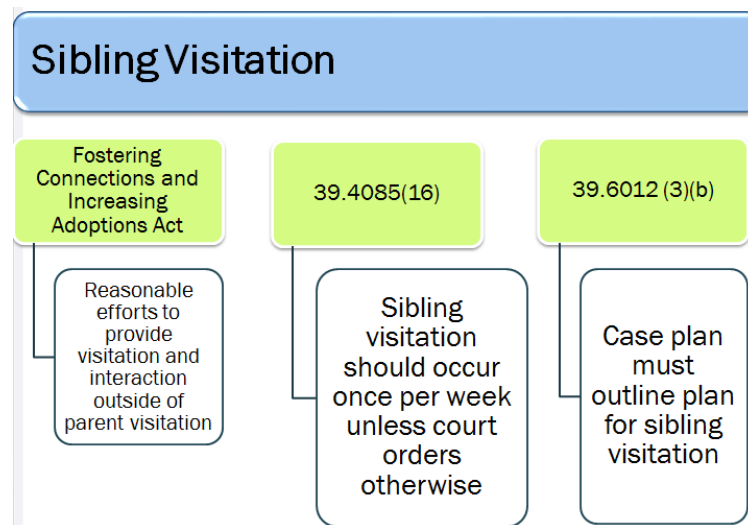 Sibling Visitation
Fostering
Connections and
Increasing
Adoptions Act
Reasonable
efforts to
provide
visitation and
interaction
outside of
parent visitation
39.4085(16)
Sibling
visitation
should occur
once per week
unless court
orders
otherwise
39.6012 (3)(b)
Case plan
must
outline plan
for sibling
visitation